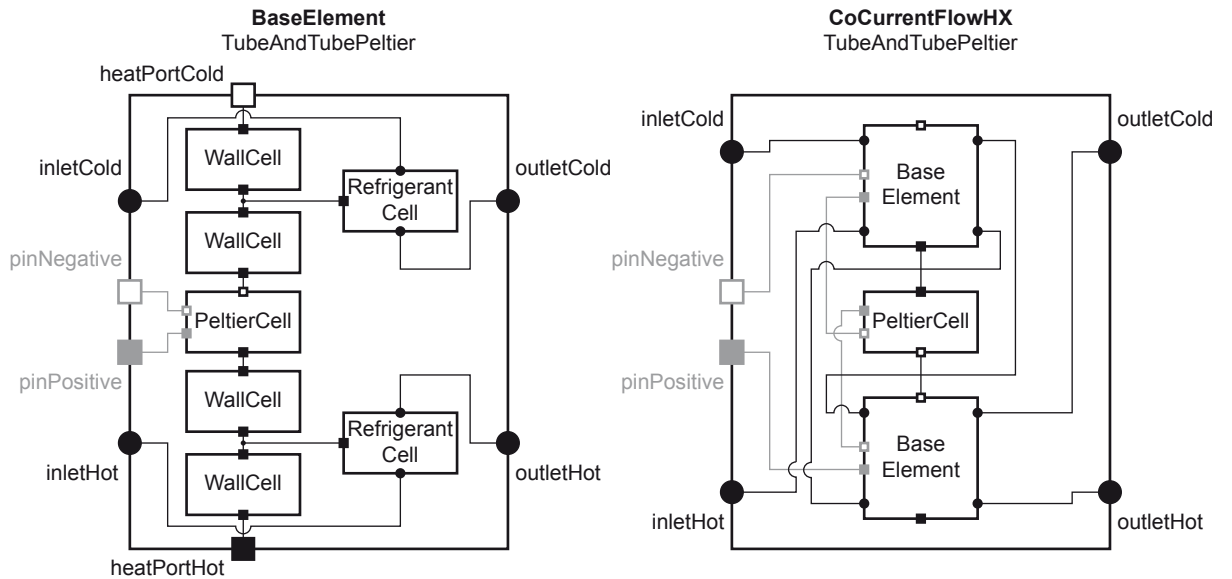 BaseElement
TubeAndTubePeltier
heatPortCold
inletCold
outletCold
pinNegative
pinPositive
inletHot
outletHot
heatPortHot
WallCell
WallCell
PeltierCell
WallCell
WallCell
Refrigerant
Cell
Refrigerant
Cell
CoCurrentFlowHX
TubeAndTubePeltier
inletCold
outletCold
pinNegative
pinPositive
inletHot
outletHot
Base
Element
PeltierCell
Base
Element